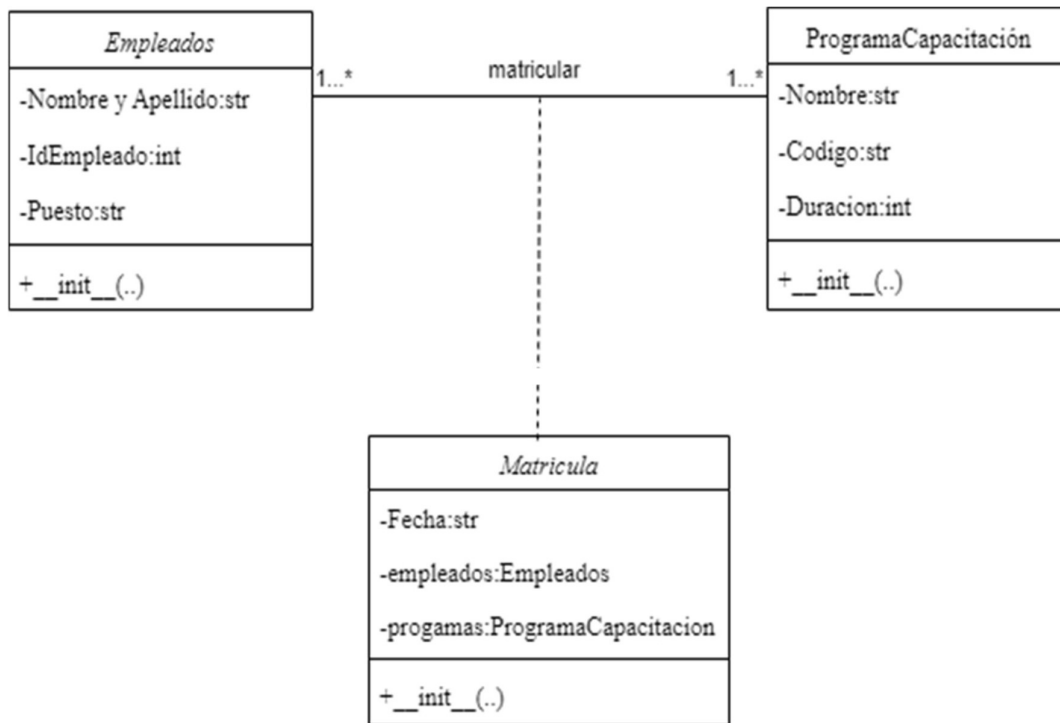 Empleados
-Nombre y Apellido:str
-IdEmpleado:int
-Puesto:str
+__init__(..)
1...*
matricular
1...*
ProgramaCapacitación
-Nombre:str
-Codigo:str
-Duracion:int
+__init__(..)
Matricula
-Fecha:str
-empleados:Empleados
-progamas:ProgramaCapacitacion
+__init__(..)